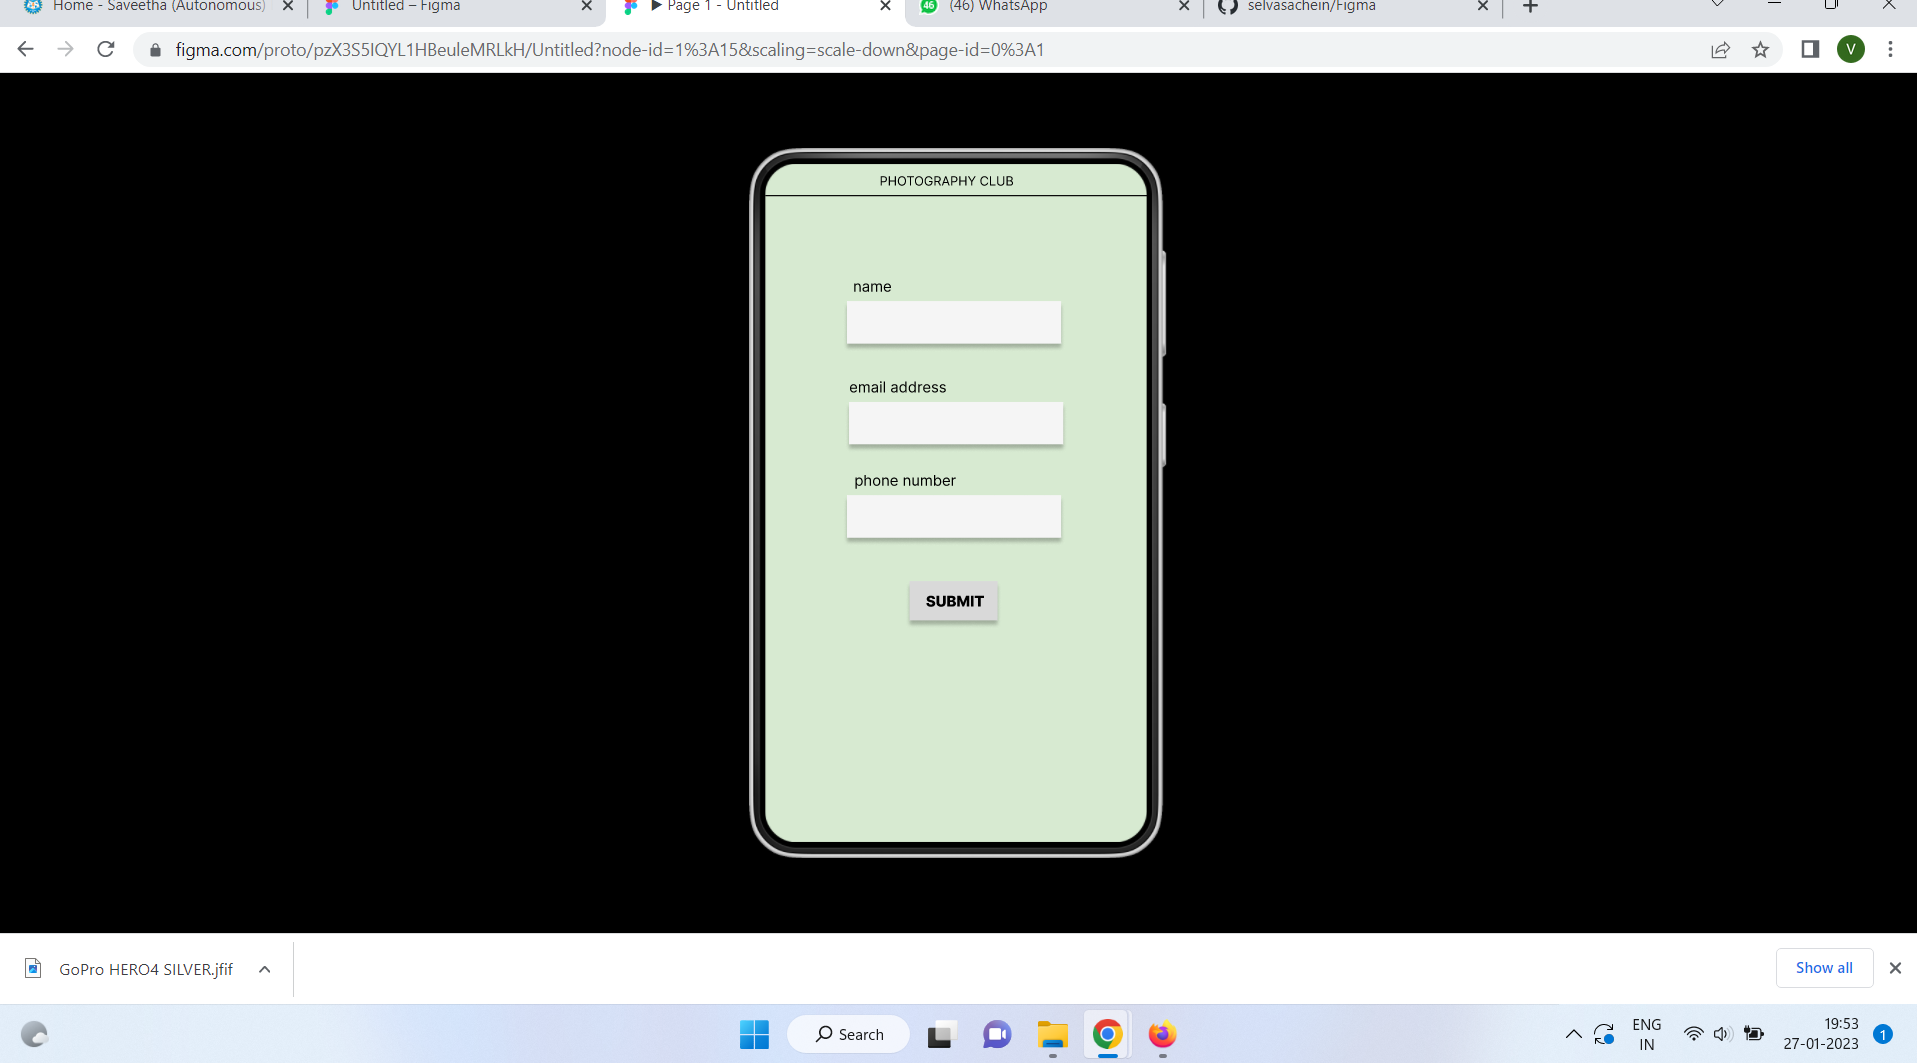 Home - Saveetha (Autonomous)
Untitled – Figma
Page 1 - Untitled
(46) WhatsApp
selvasachein/Figma
figma.com/proto/pzX3S5IQYL1HBeuleMRLkH/Untitled?node-id=1%3A15&scaling=scale-down&page-id=0%3A1
V
PHOTOGRAPHY CLUB
name
email address
phone number
SUBMIT
GoPro HERO4 SILVER.jfif
Show all
Search
ENG
IN
19:53
27-01-2023
1